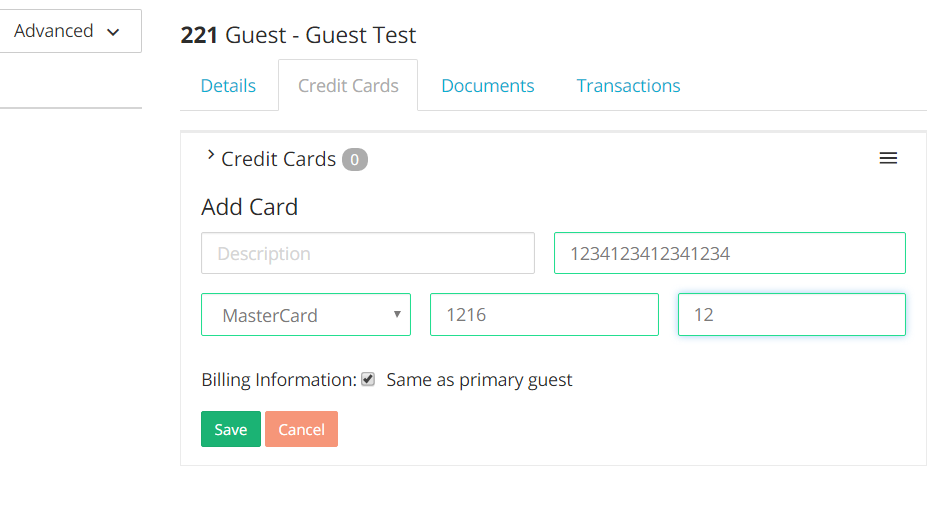 Advanced
221 Guest - Guest Test
Details Credit Cards Documents Transactions
Credit Cards 0
Add Card
Description 1234123412341234
MasterCard 1216 12
Billing Information: Same as primary guest
Save Cancel